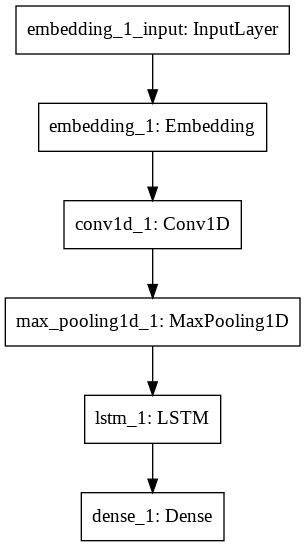 embedding_1_input: InputLayer
embedding_1: Embedding
conv1d_1: Conv1D
max_pooling1d_1: MaxPooling1D
lstm_1: LSTM
dense_1: Dense